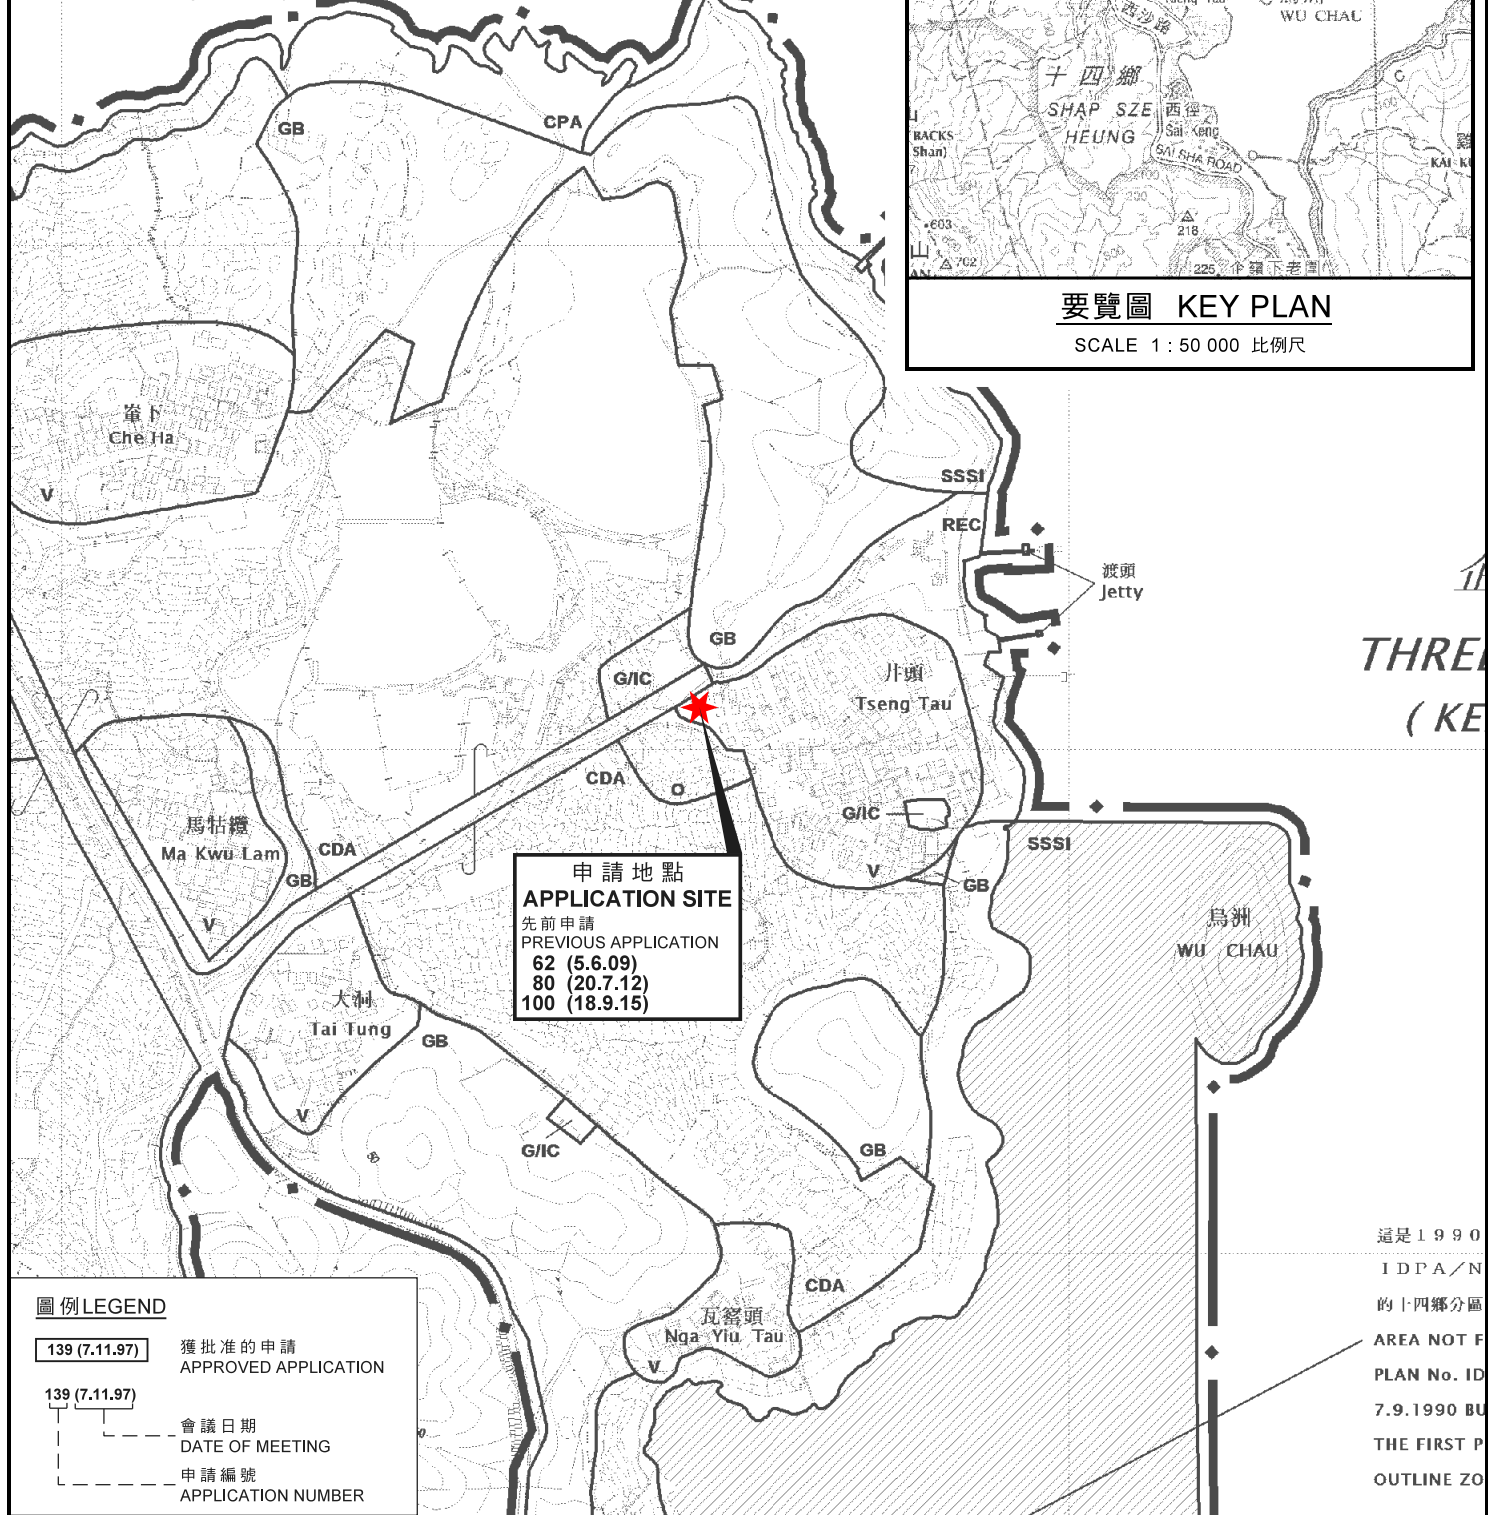 WU CHAU
西沙路
十四鄉
SHAP SZE
HEUNG
西徑
Sai Keng
SAI SHA ROAD
BACKS
Shan)
KAI KU
603
702
218
225
要覽圖 KEY PLAN
SCALE 1 : 50 000 比例尺
GB
CPA
輋下
Che Ha
V
SSSI
REC
渡頭
Jetty
THREE
( KE
GB
G/IC
井頭
Tseng Tau
CDA
O
G/IC
馬牯纜
Ma Kwu Lam
CDA
GB
V
V
GB
SSSI
申請地點
APPLICATION SITE
先前申請
PREVIOUS APPLICATION
62 (5.6.09)
80 (20.7.12)
100 (18.9.15)
烏洲
WU CHAU
大洞
Tai Tung
GB
V
G/IC
GB
CDA
瓦窰頭
Nga Yiu Tau
V
這是1990
IDPA/N
的十四鄉分區
AREA NOT F
PLAN No. ID
7.9.1990 BU
THE FIRST P
OUTLINE ZO
圖例 LEGEND
139 (7.11.97) 獲批准的申請
APPROVED APPLICATION
139 (7.11.97)
會議日期
DATE OF MEETING
申請編號
APPLICATION NUMBER